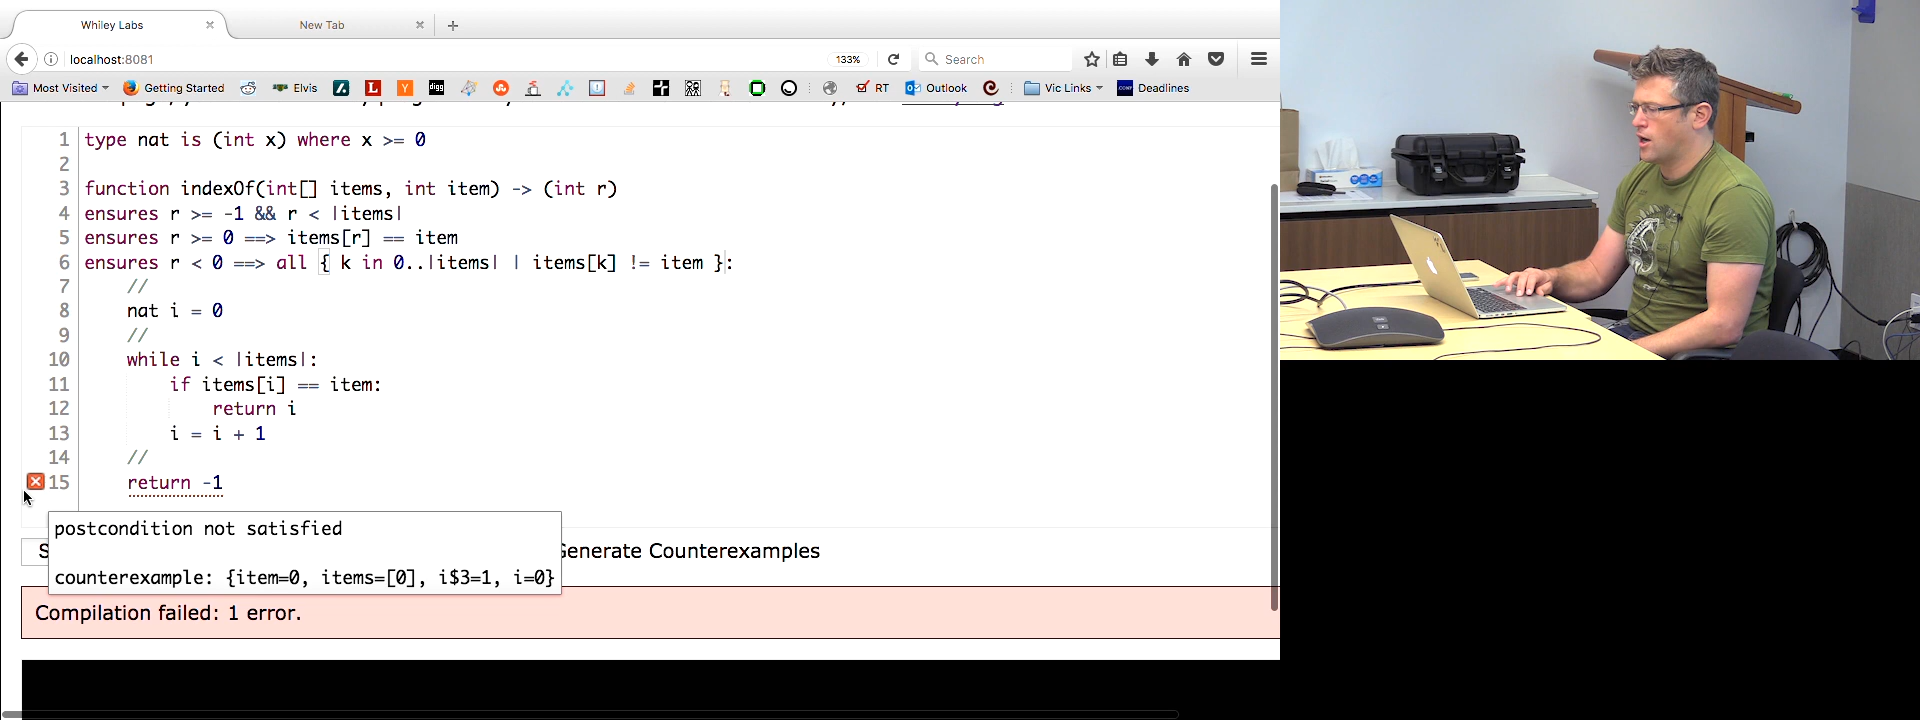 Whiley Labs
New Tab
localhost:8081
133%
Search
Most Visited
Getting Started
Elvis
digg
RT
Outlook
Vic Links
Deadlines
1 type nat is (int x) where x >= 0
2
3 function indexOf(int[] items, int item) -> (int r)
4 ensures r >= -1 && r < |items|
5 ensures r >= 0 ==> items[r] == item
6 ensures r < 0 ==> all { k in 0..|items| | items[k] != item }:
7 //
8 nat i = 0
9 //
10 while i < |items|:
11 if items[i] == item:
12 return i
13 i = i + 1
14 //
15 return -1
postcondition not satisfied
counterexample: {item=0, items=[0], i$3=1, i=0}
Generate Counterexamples
Compilation failed: 1 error.